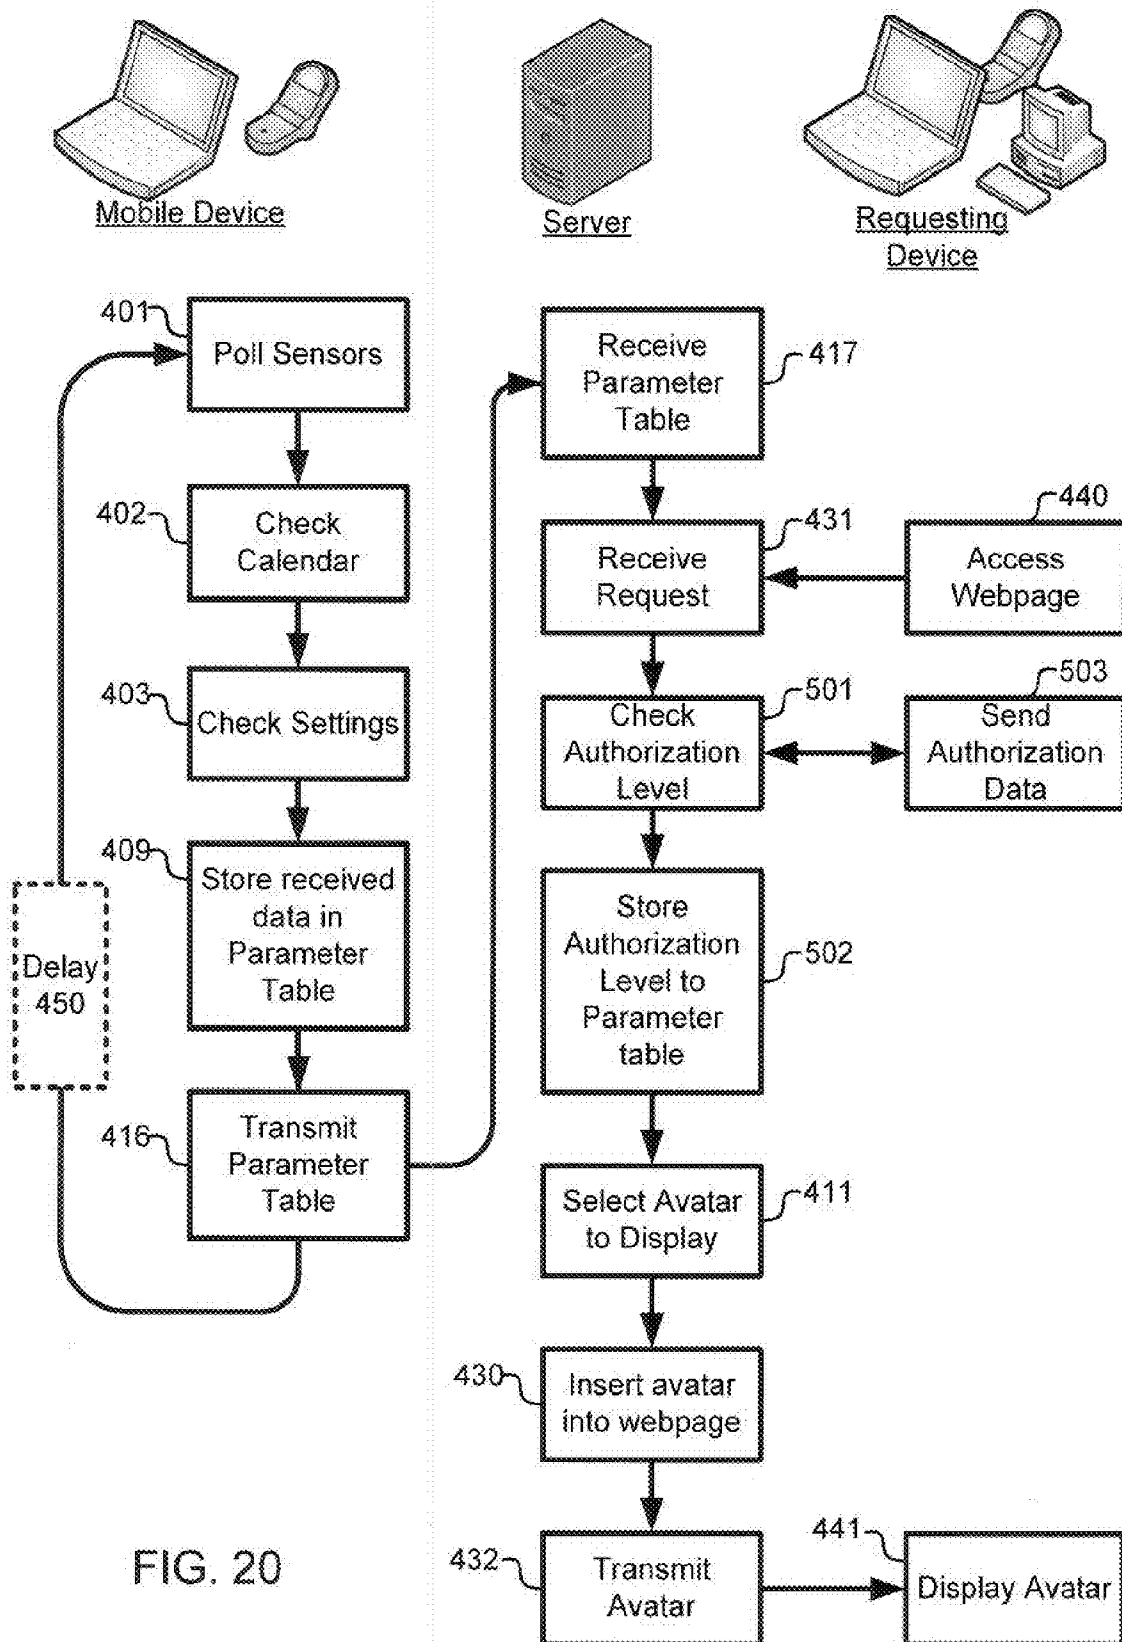 Mobile Device
Server
Requesting
Device
401
Poll Sensors
402
Check
Calendar
403
Check Settings
409
Store received
data in
Parameter
Table
Delay
450
416
Transmit
Parameter
Table
Receive
Parameter
Table
417
431
Receive
Request
440
Access
Webpage
501
Check
Authorization
Level
503
Send
Authorization
Data
Store
Authorization
Level to
Parameter
table
502
Select Avatar
to Display
411
430
Insert avatar
into webpage
432
Transmit
Avatar
441
Display Avatar
FIG. 20